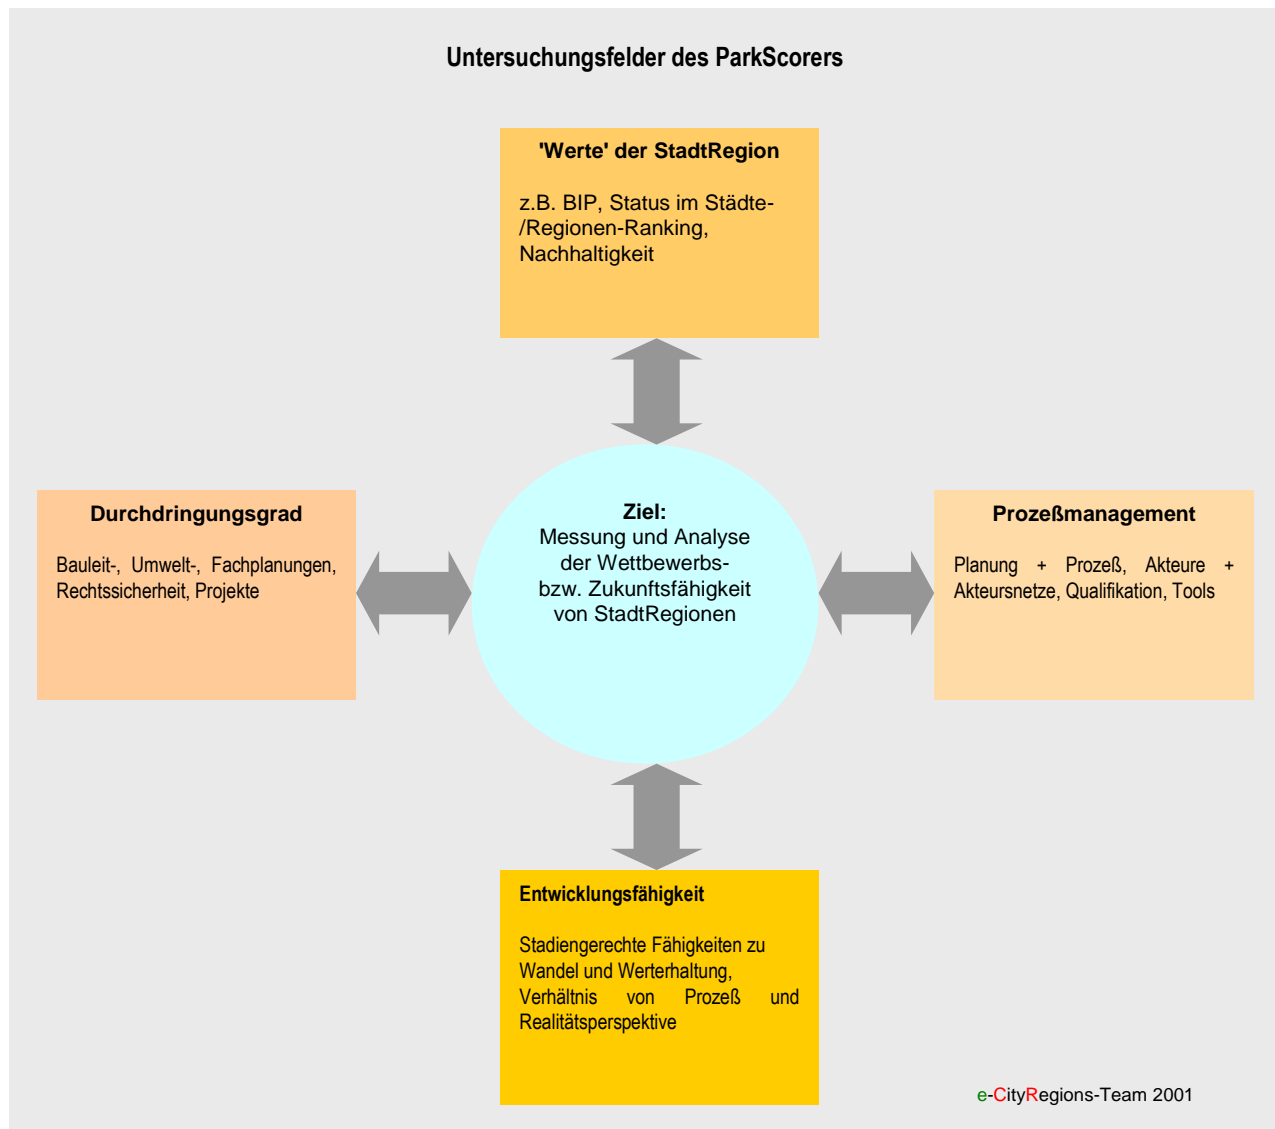 Untersuchungsfelder des ParkScorers
'Werte' der StadtRegion
z.B. BIP, Status im Städte-
/Regionen-Ranking,
Nachhaltigkeit
Durchdringungsgrad
Bauleit-, Umwelt-, Fachplanungen,
Rechtssicherheit, Projekte
Ziel:
Messung und Analyse
der Wettbewerbs-
bzw. Zukunftsfähigkeit
von StadtRegionen
Prozeßmanagement
Planung + Prozeß, Akteure +
Akteursnetze, Qualifikation, Tools
Entwicklungsfähigkeit
Stadiengerechte Fähigkeiten zu
Wandel und Werterhaltung,
Verhältnis von Prozeß und
Realitätsperspektive
e-CityRegions-Team 2001